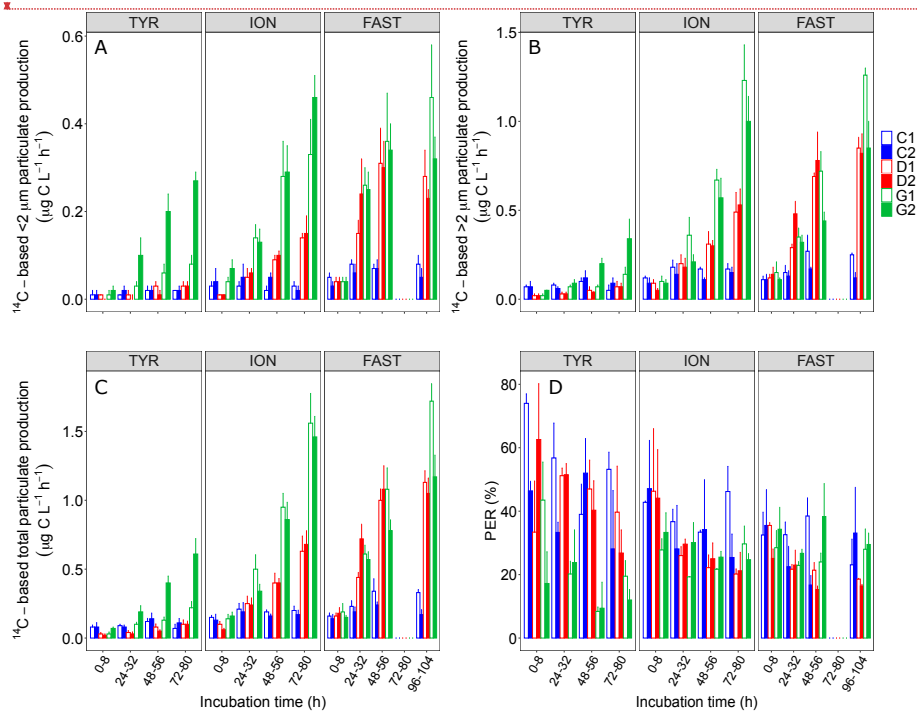 TYR ION FAST
A
0.6
0.4
0.2
0.0
¹⁴C – based <2 μm particulate production
(μg C L⁻¹ h⁻¹)
TYR ION FAST
B
1.5
1.0
0.5
0.0
¹⁴C – based >2 μm particulate production
(μg C L⁻¹ h⁻¹)
C1
C2
D1
D2
G1
G2
TYR ION FAST
C
1.5
1.0
0.5
0.0
¹⁴C – based total particulate production
(μg C L⁻¹ h⁻¹)
0-8 24-32 48-56 72-80 0-8 24-32 48-56 72-80 0-8 24-32 48-56 72-80 96-104
Incubation time (h)
TYR ION FAST
D
80
60
40
20
0
PER (%)
0-8 24-32 48-56 72-80 0-8 24-32 48-56 72-80 0-8 24-32 48-56 72-80 96-104
Incubation time (h)